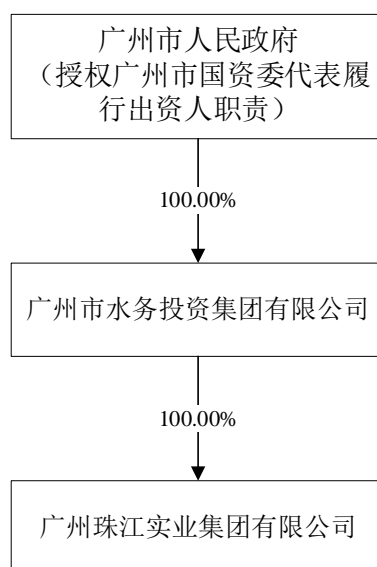 广州市人民政府
（授权广州市国资委代表履
行出资人职责）
100.00%
广州市水务投资集团有限公司
100.00%
广州珠江实业集团有限公司